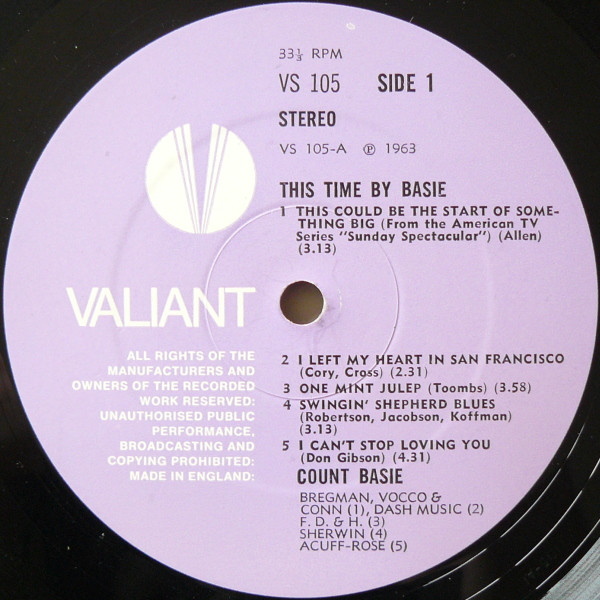 33⅓ RPM
VS 105 SIDE 1
STEREO
VS 105-A ℗ 1963
THIS TIME BY BASIE
1 THIS COULD BE THE START OF SOME-
THING BIG (From the American TV
Series "Sunday Spectacular") (Allen)
(3.13)
VALIANT
ALL RIGHTS OF THE
MANUFACTURERS AND
OWNERS OF THE RECORDED
WORK RESERVED:
UNAUTHORISED PUBLIC
PERFORMANCE,
BROADCASTING AND
COPYING PROHIBITED:
MADE IN ENGLAND:
2 I LEFT MY HEART IN SAN FRANCISCO
(Cory, Cross) (2.31)
3 ONE MINT JULEP (Toombs) (3.58)
4 SWINGIN' SHEPHERD BLUES
(Robertson, Jacobson, Koffman)
(3.13)
5 I CAN'T STOP LOVING YOU
(Don Gibson) (4.31)
COUNT BASIE
BREGMAN, VOCCO &
CONN (1), DASH MUSIC (2)
F. D. & H. (3)
SHERWIN (4)
ACUFF-ROSE (5)